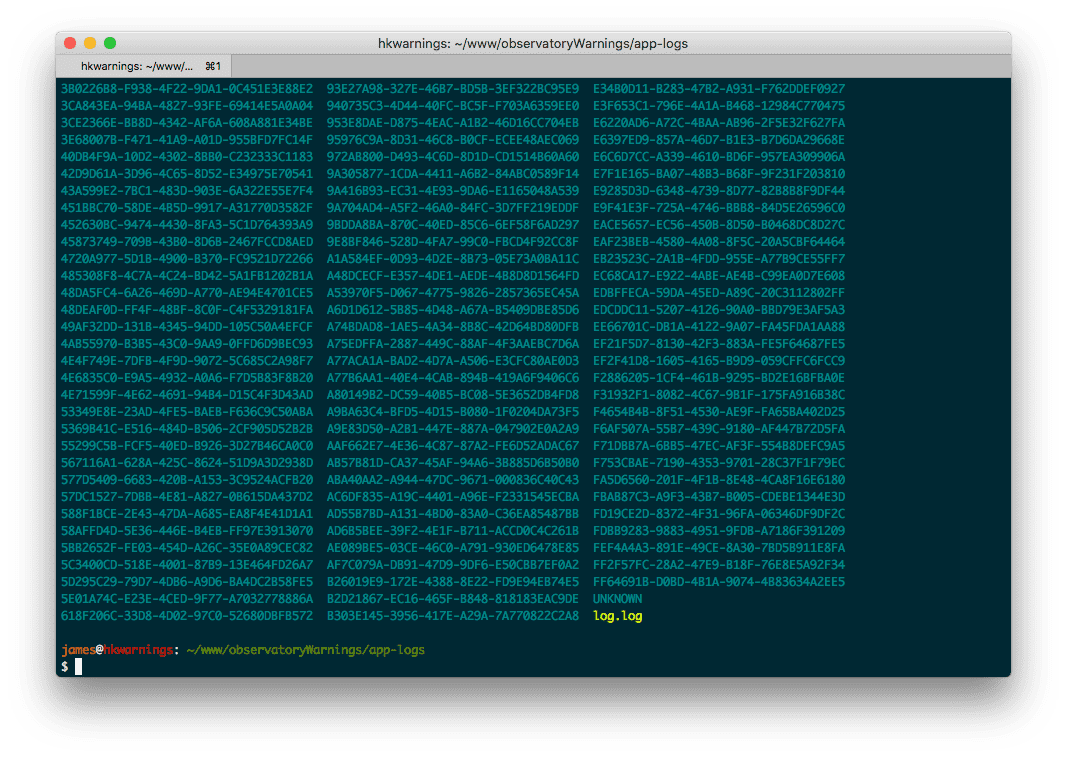 hkwarnings: ~/www/observatoryWarnings/app-logs
hkwarnings: ~/www/... ⌘1
3B0226B8-F938-4F22-9DA1-0C451E3E88E2 93E27A98-327E-46B7-BD5B-3EF322BC95E9 E34B0D11-B283-47B2-A931-F762DDEF09Z7
3CA843EA-94BA-4827-93FE-69414E5A0A04 940735C3-4D44-40FC-BC5F-F703A6359EE0 E3F653C1-796E-4A1A-B468-12984C770475
3CE2366E-BB8D-4342-AF6A-608A881E34BE 953E8DAE-D875-4EAC-A1B2-46D16CC704EB E6220AD6-A72C-4BAA-AB96-2F5E32F6Z7FA
3E68007B-F471-41A9-A01D-955BFD7FC14F 95976C9A-8D31-46C8-B0CF-ECEE48AEC069 E6397ED9-857A-46D7-B1E3-B7D6DA29668E
40DB4F9A-10D2-4302-8BB0-C232333C1183 972AB800-D493-4C6D-8D1D-CD1514B60A60 E6C6D7CC-A339-4610-BD6F-957EA309906A
42D9D61A-3D96-4C65-8D52-E34975E70541 9A305877-1CDA-4411-A6B2-84ABC0589F14 E7F1E165-BA07-48B3-B68F-9F231F203810
43A599E2-7BC1-483D-903E-6A322E55E7F4 9A416B93-EC31-4E93-9DA6-E1165048A539 E9285D3D-6348-4739-8D77-82B8B8F9DF44
451BBC70-58DE-4B5D-9917-A31770D3582F 9A704AD4-A5F2-46A0-84FC-3D7FF219EDDF E9F41E3F-725A-4746-BBB8-84D5E26596C0
452630BC-9474-4430-8FA3-5C1D764393A9 9BDDA8BA-870C-40ED-85C6-6EF58F6AD297 EACE5657-EC56-450B-8D50-B0468DC8D27C
45873749-709B-43B0-8D6B-2467FCCD8AED 9E8BF846-528D-4FA7-99C0-FBCD4F92CC8F EAF23BEB-4580-4A08-8F5C-20A5CBF64464
4720A977-5D1B-4900-B370-FC9521D72266 A1A584EF-0D93-4D2E-8B73-05E73A0BA11C EB23523C-2A1B-4FDD-955E-A77B9CE55FF7
485308F8-4C7A-4C24-BD42-5A1FB1202B1A A48DCECF-E357-4DE1-AEDE-4B8D8D1564FD EC68CA17-E922-4ABE-AE4B-C99EA0D7E608
48DA5FC4-6A26-469D-A770-AE94E4701CE5 A53970F5-D067-4775-9826-2857365EC45A EDBFFECA-59DA-45ED-A89C-20C3112802FF
48DEAF0D-FF4F-48BF-8C0F-C4F5329181FA A6D1D612-5B85-4D48-A67A-B5409DBE85D6 EDCDDC11-5207-4126-90A0-BBD79E3AF5A3
49AF32DD-131B-4345-94DD-105C50A4EFCF A74BDAD8-1AE5-4A34-8B8C-42D64BD80DFB EE66701C-DB1A-4122-9A07-FA45FDA1AA88
4AB55970-B3B5-43C0-9AA9-0FFD6D9BEC93 A75EDFFA-2887-449C-88AF-4F3AAEBC7D6A EF21F5D7-8130-42F3-883A-FE5F64687FE5
4E4F749E-7DFB-4F9D-9072-5C685C2A98F7 A77ACA1A-BAD2-4D7A-A506-E3CFC80AE0D3 EF2F41D8-1605-4165-B9D9-059CFFC6FCC9
4E6835C0-E9A5-4932-A0A6-F7D5B83F8B20 A77B6AA1-40E4-4CAB-894B-419A6F9406C6 F2886205-1CF4-461B-9295-BD2E16BFBA0E
4E71599F-4E62-4691-94B4-D15C4F3D43AD A80149B2-DC59-40B5-BC08-5E3652DB4FD8 F31932F1-8082-4C67-9B1F-175FA916B38C
53349E8E-23AD-4FE5-BAEB-F636C9C50ABA A9BA63C4-BFD5-4D15-B080-1F0204DA73F5 F4654B4B-8F51-4530-AE9F-FA65BA402D25
5369B41C-E516-484D-B506-2CF905D52B2B A9E83D50-A2B1-447E-887A-047902E0A2A9 F6AF507A-55B7-439C-9180-AF447B72D5FA
55299C5B-FCF5-40ED-B926-3D27B46CA0C0 AAF662E7-4E36-4C87-87A2-FE6D52ADAC67 F71DBB7A-6BB5-47EC-AF3F-554B8DEFC9A5
567116A1-628A-425C-8624-51D9A3D2938D AB57B81D-CA37-45AF-94A6-3B885D6B50B0 F753CBAE-7190-4353-9701-28C37F1F79EC
577D5409-6683-420B-A153-3C9524ACFCFB ABA40AA2-A944-47DC-9671-000836C40C43 FA5D6560-201F-4F1B-8E48-4CA8F16E6180
57DC1527-7DBB-4E81-A827-0B615DA437D2 AC6DF835-A19C-4401-A96E-F2331545ECBA FBAB87C3-A9F3-43B7-B005-CDEBE1344E3D
588F1BCE-2E43-47DA-A685-EA8F4E41D1A1 AD55B7BD-A131-4BD0-83A0-C36EA85487BB FD19CE2D-8372-4F31-96FA-06346DF9DF2C
58AFFD4D-5E36-446E-B4EB-FF97E3913070 AD6B5BEE-39F2-4E1F-B711-ACCD0C4C261B FDBB9283-9883-4951-9FDB-A7186F391209
5BB2652F-FE03-454D-A26C-35E0A89CEC82 AE089BE5-03CE-46C0-A791-930ED6478E85 FEF4A4A3-891E-49CE-8A30-7BD5B911E8FA
5C3400CD-518E-4001-87B9-13E464FD26A7 AF7C079A-DB91-47D9-9DF6-E50CBB7EF0A2 FF2F57FC-28AZ-47E9-B18F-76E8E5A92F34
5D295C29-79D7-4DB6-A9D6-BA4DC2B58FE5 B26019E9-172E-4388-8E22-FD9E94EB74E5 FF64691B-D0BD-4B1A-9074-4B83634A2EE5
5E01A74C-E23E-4CED-9F77-A7032778886A B2D21867-EC16-465F-B848-818183EAC9DE UNKNOWN
618F206C-33D8-4D02-97C0-52680DBFB572 B303E145-3956-417E-A29A-7A770822C2A8 log.log
james@hkwarnings: ~/www/observatoryWarnings/app-logs
$